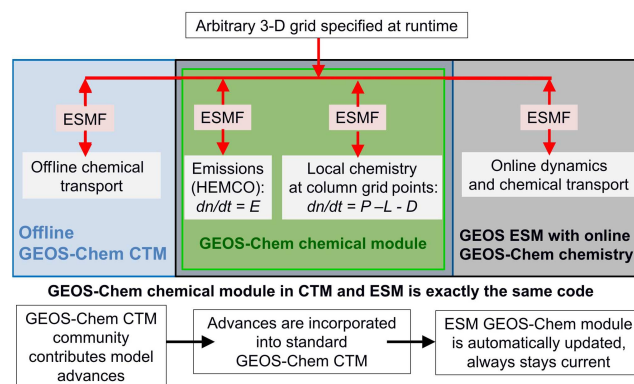 Arbitrary 3-D grid specified at runtime
ESMF
ESMF
ESMF
ESMF
Offline chemical
transport
Emissions
(HEMCO):
dn/dt = E
Local chemistry
at column grid points:
dn/dt = P –L - D
Online dynamics
and chemical transport
Offline
GEOS-Chem CTM
GEOS-Chem chemical module
GEOS ESM with online
GEOS-Chem chemistry
GEOS-Chem chemical module in CTM and ESM is exactly the same code
GEOS-Chem CTM
community
contributes model
advances
Advances are incorporated
into standard
GEOS-Chem CTM
ESM GEOS-Chem module
is automatically updated,
always stays current